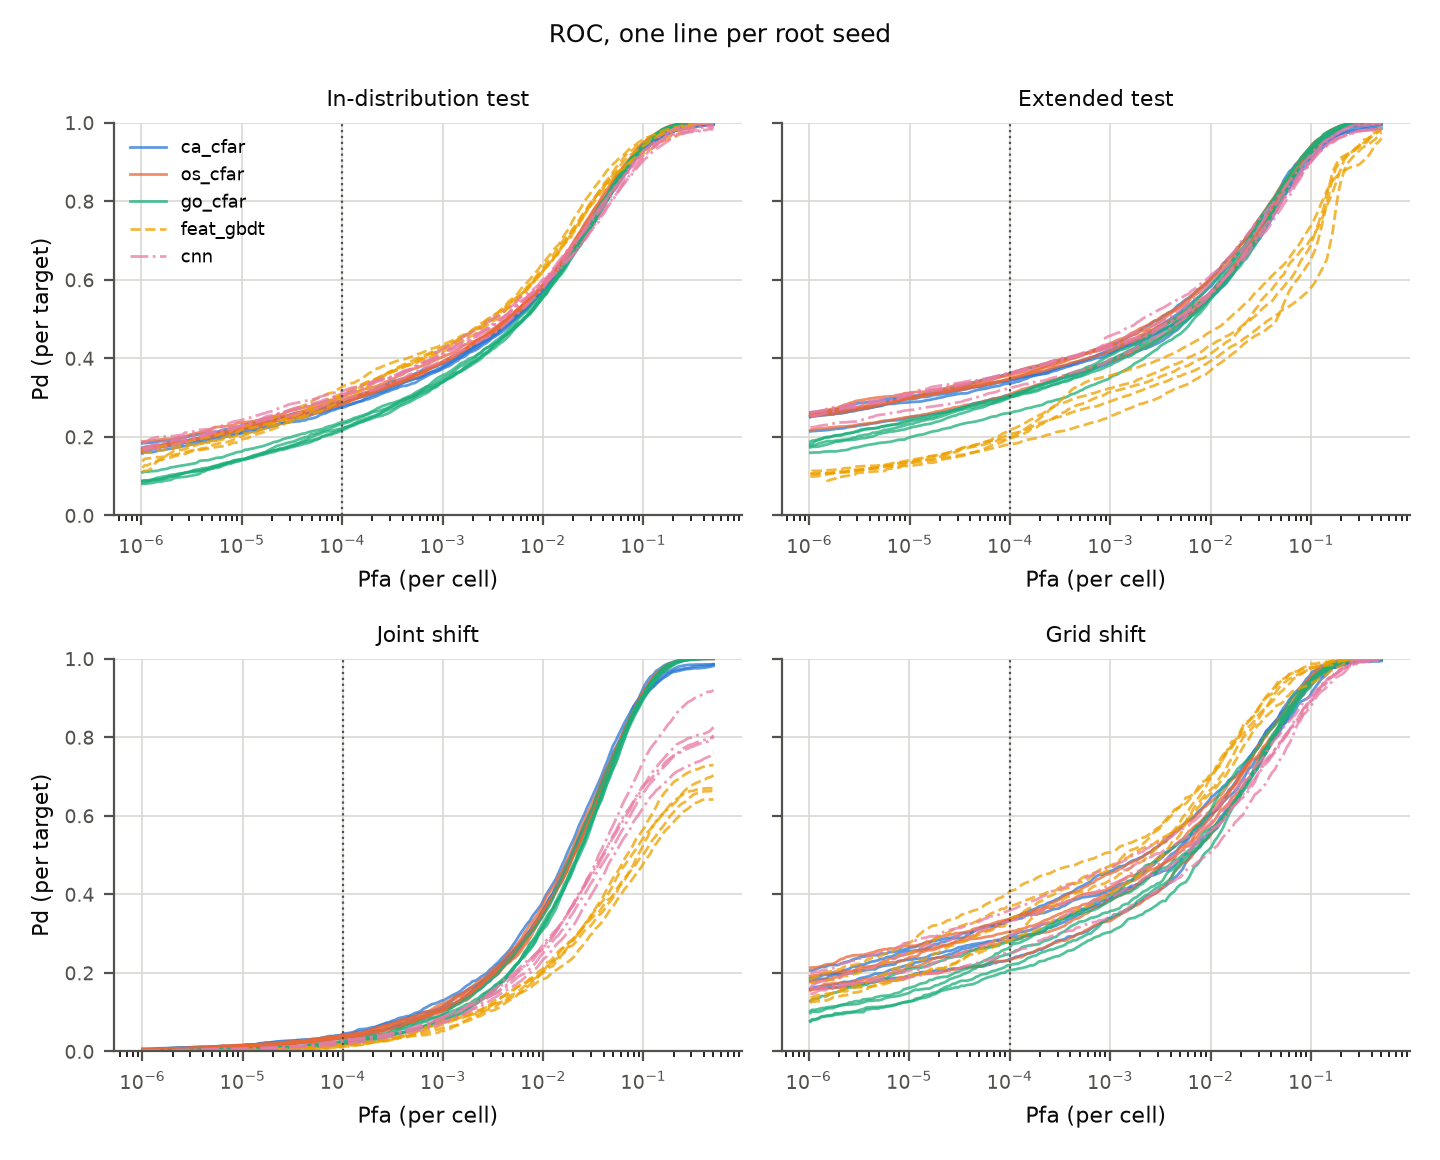 ROC, one line per root seed
In-distribution test
Extended test
1.0
0.8
0.6
0.4
0.2
0.0
Pd (per target)
ca_cfar
os_cfar
go_cfar
feat_gbdt
cnn
10⁻⁶ 10⁻⁵ 10⁻⁴ 10⁻³ 10⁻² 10⁻¹
Pfa (per cell)
10⁻⁶ 10⁻⁵ 10⁻⁴ 10⁻³ 10⁻² 10⁻¹
Pfa (per cell)
Joint shift
Grid shift
1.0
0.8
0.6
0.4
0.2
0.0
Pd (per target)
10⁻⁶ 10⁻⁵ 10⁻⁴ 10⁻³ 10⁻² 10⁻¹
Pfa (per cell)
10⁻⁶ 10⁻⁵ 10⁻⁴ 10⁻³ 10⁻² 10⁻¹
Pfa (per cell)